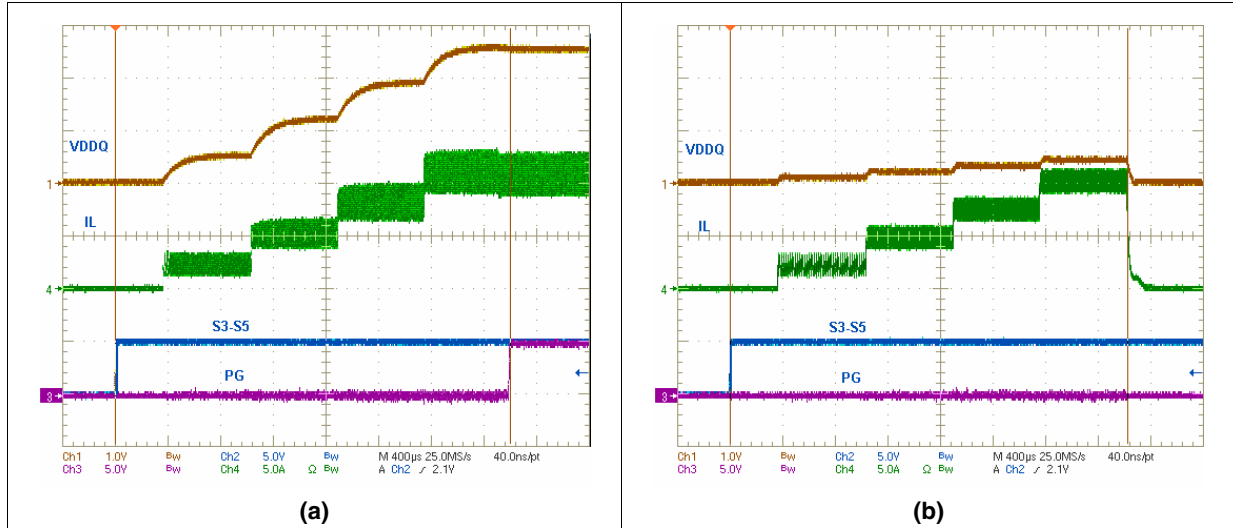 VDDQ
1
IL
4
S3-S5
PG
3
Ch1 1.0V Bw Ch2 5.0V Bw M 400µs 25.0MS/s 40.0ns/pt
Ch3 5.0V Bw Ch4 5.0A Ω Bw A Ch2 ⌿ 2.1V
(a)
VDDQ
1
IL
4
S3-S5
PG
3
Ch1 1.0V Bw Ch2 5.0V Bw M 400µs 25.0MS/s 40.0ns/pt
Ch3 5.0V Bw Ch4 5.0A Ω Bw A Ch2 ⌿ 2.1V
(b)